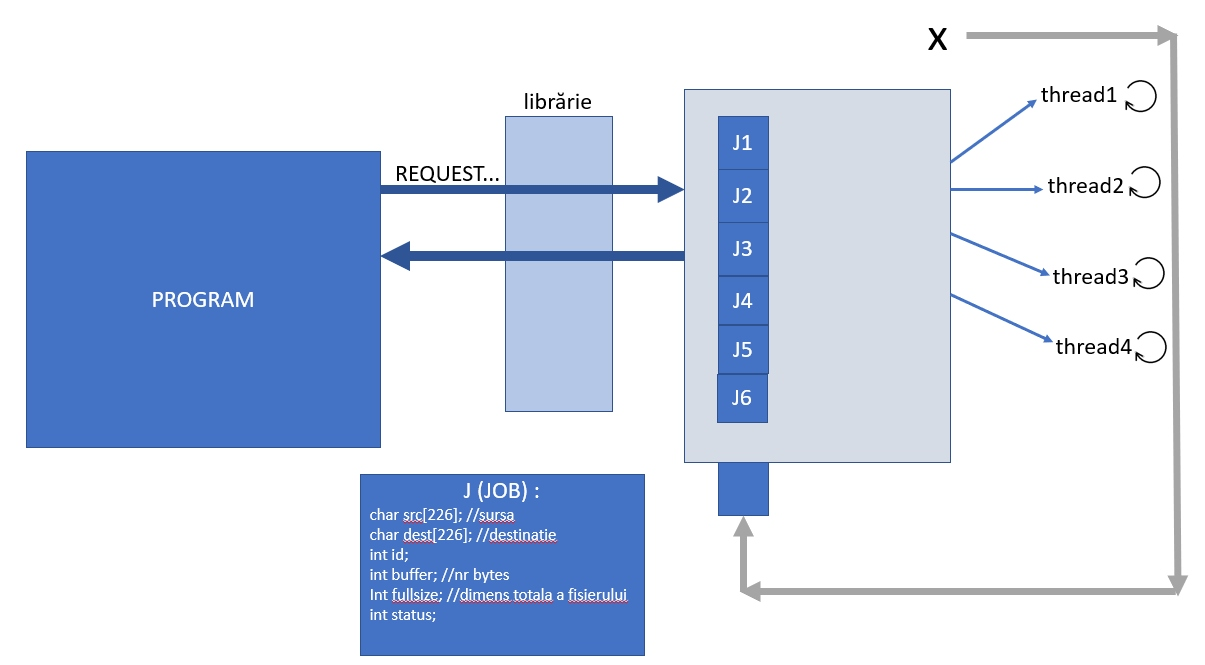 X
thread1
librărie
J1
REQUEST...
thread2
J2
J3
thread3
PROGRAM
J4
thread4
J5
J6
J (JOB) :
char src[226]; //sursa
char dest[226]; //destinatie
int id;
int buffer; //nr bytes
Int fullsize; //dimens totala a fisierului
int status;